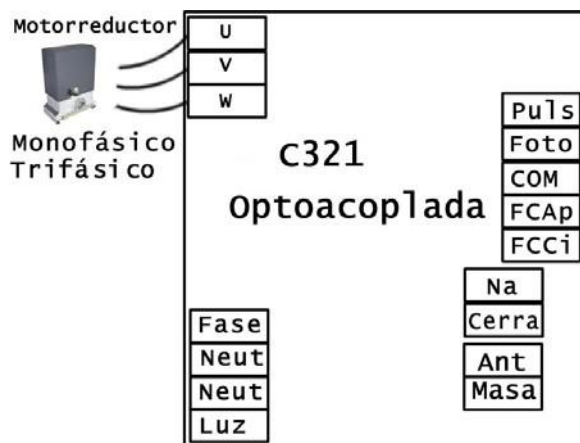 Motorreductor
Monofásico
Trifásico
U
V
W
C321
Optoacoplada
Puls
Foto
COM
FCAp
FCCi
Na
Cerra
Ant
Masa
Fase
Neut
Neut
Luz